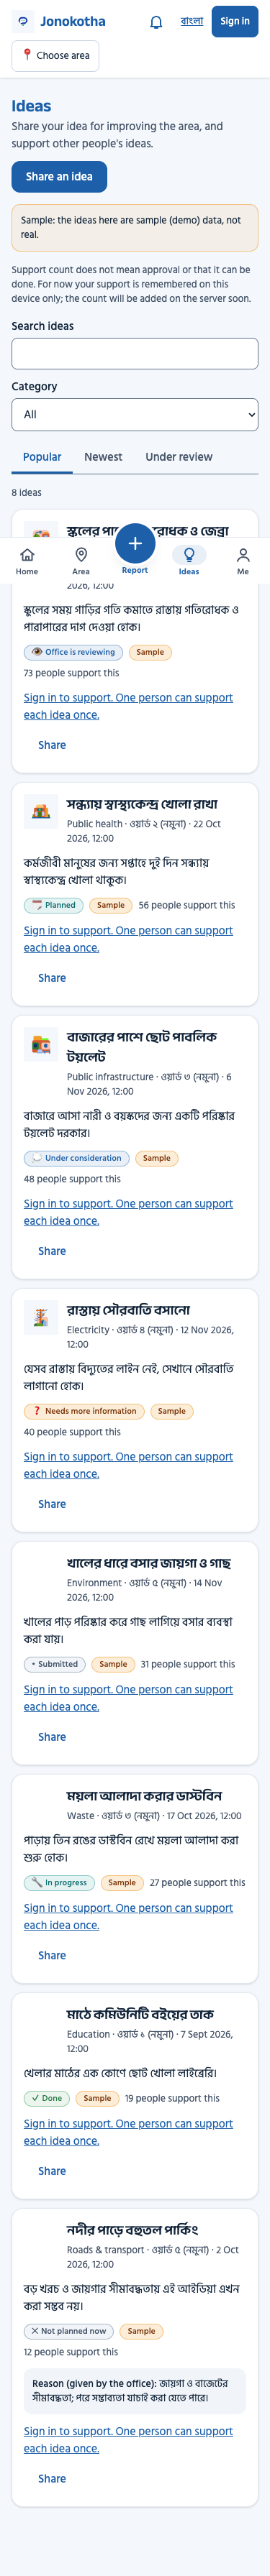 Jonokotha
বাংলা
Sign in
Choose area
Ideas
Share your idea for improving the area, and
support other people's ideas.
Share an idea
Sample: the ideas here are sample (demo) data, not
real.
Support count does not mean approval or that it can be
done. For now your support is remembered on this
device only; the count will be added on the server soon.
Search ideas
Category
All
Popular
Newest
Under review
8 ideas
স্কুলের
ও জেব্রা
Home
Area
Report
Ideas
Me
2026, 12:00
স্কুলের সময় গাড়ির গতি কমাতে রাস্তায় গতিরোধক ও
পারাপারের দাগ দেওয়া হোক।
Office is reviewing
Sample
73 people support this
Sign in to support. One person can support
each idea once.
Share
সন্ধ্যায় স্বাস্থ্যকেন্দ্র খোলা রাখা
Public health · ওয়ার্ড ২ (নমুনা) · 22 Oct
2026, 12:00
কর্মজীবী মানুষের জন্য সপ্তাহে দুই দিন সন্ধ্যায়
স্বাস্থ্যকেন্দ্র খোলা থাকুক।
Planned
Sample
56 people support this
Sign in to support. One person can support
each idea once.
Share
বাজারের পাশে ছোট পাবলিক
টয়লেট
Public infrastructure · ওয়ার্ড ৩ (নমুনা) · 6
Nov 2026, 12:00
বাজারে আসা নারী ও বয়স্কদের জন্য একটি পরিষ্কার
টয়লেট দরকার।
Under consideration
Sample
48 people support this
Sign in to support. One person can support
each idea once.
Share
রাস্তায় সৌরবাতি বসানো
Electricity · ওয়ার্ড ৪ (নমুনা) · 12 Nov 2026,
12:00
যেসব রাস্তায় বিদ্যুতের লাইন নেই, সেখানে সৌরবাতি
লাগানো হোক।
Needs more information
Sample
40 people support this
Sign in to support. One person can support
each idea once.
Share
খালের ধারে বসার জায়গা ও গাছ
Environment · ওয়ার্ড ৫ (নমুনা) · 14 Nov
2026, 12:00
খালের পাড় পরিষ্কার করে গাছ লাগিয়ে বসার ব্যবস্থা
করা যায়।
Submitted
Sample
31 people support this
Sign in to support. One person can support
each idea once.
Share
ময়লা আলাদা করার ডাস্টবিন
Waste · ওয়ার্ড ৩ (নমুনা) · 17 Oct 2026, 12:00
পাড়ায় তিন রঙের ডাস্টবিন রেখে ময়লা আলাদা করা
শুরু হোক।
In progress
Sample
27 people support this
Sign in to support. One person can support
each idea once.
Share
মাঠে কমিউনিটি বইয়ের তাক
Education · ওয়ার্ড ১ (নমুনা) · 7 Sept 2026,
12:00
খেলার মাঠের এক কোণে ছোট খোলা লাইব্রেরি।
Done
Sample
19 people support this
Sign in to support. One person can support
each idea once.
Share
নদীর পাড়ে বহুতল পার্কিং
Roads & transport · ওয়ার্ড ৫ (নমুনা) · 2 Oct
2026, 12:00
বড় খরচ ও জায়গার সীমাবদ্ধতায় এই আইডিয়া এখন
করা সম্ভব নয়।
Not planned now
Sample
12 people support this
Reason (given by the office): জায়গা ও বাজেটের
সীমাবদ্ধতা; পরে সম্ভাব্যতা যাচাই করা যেতে পারে।
Sign in to support. One person can support
each idea once.
Share